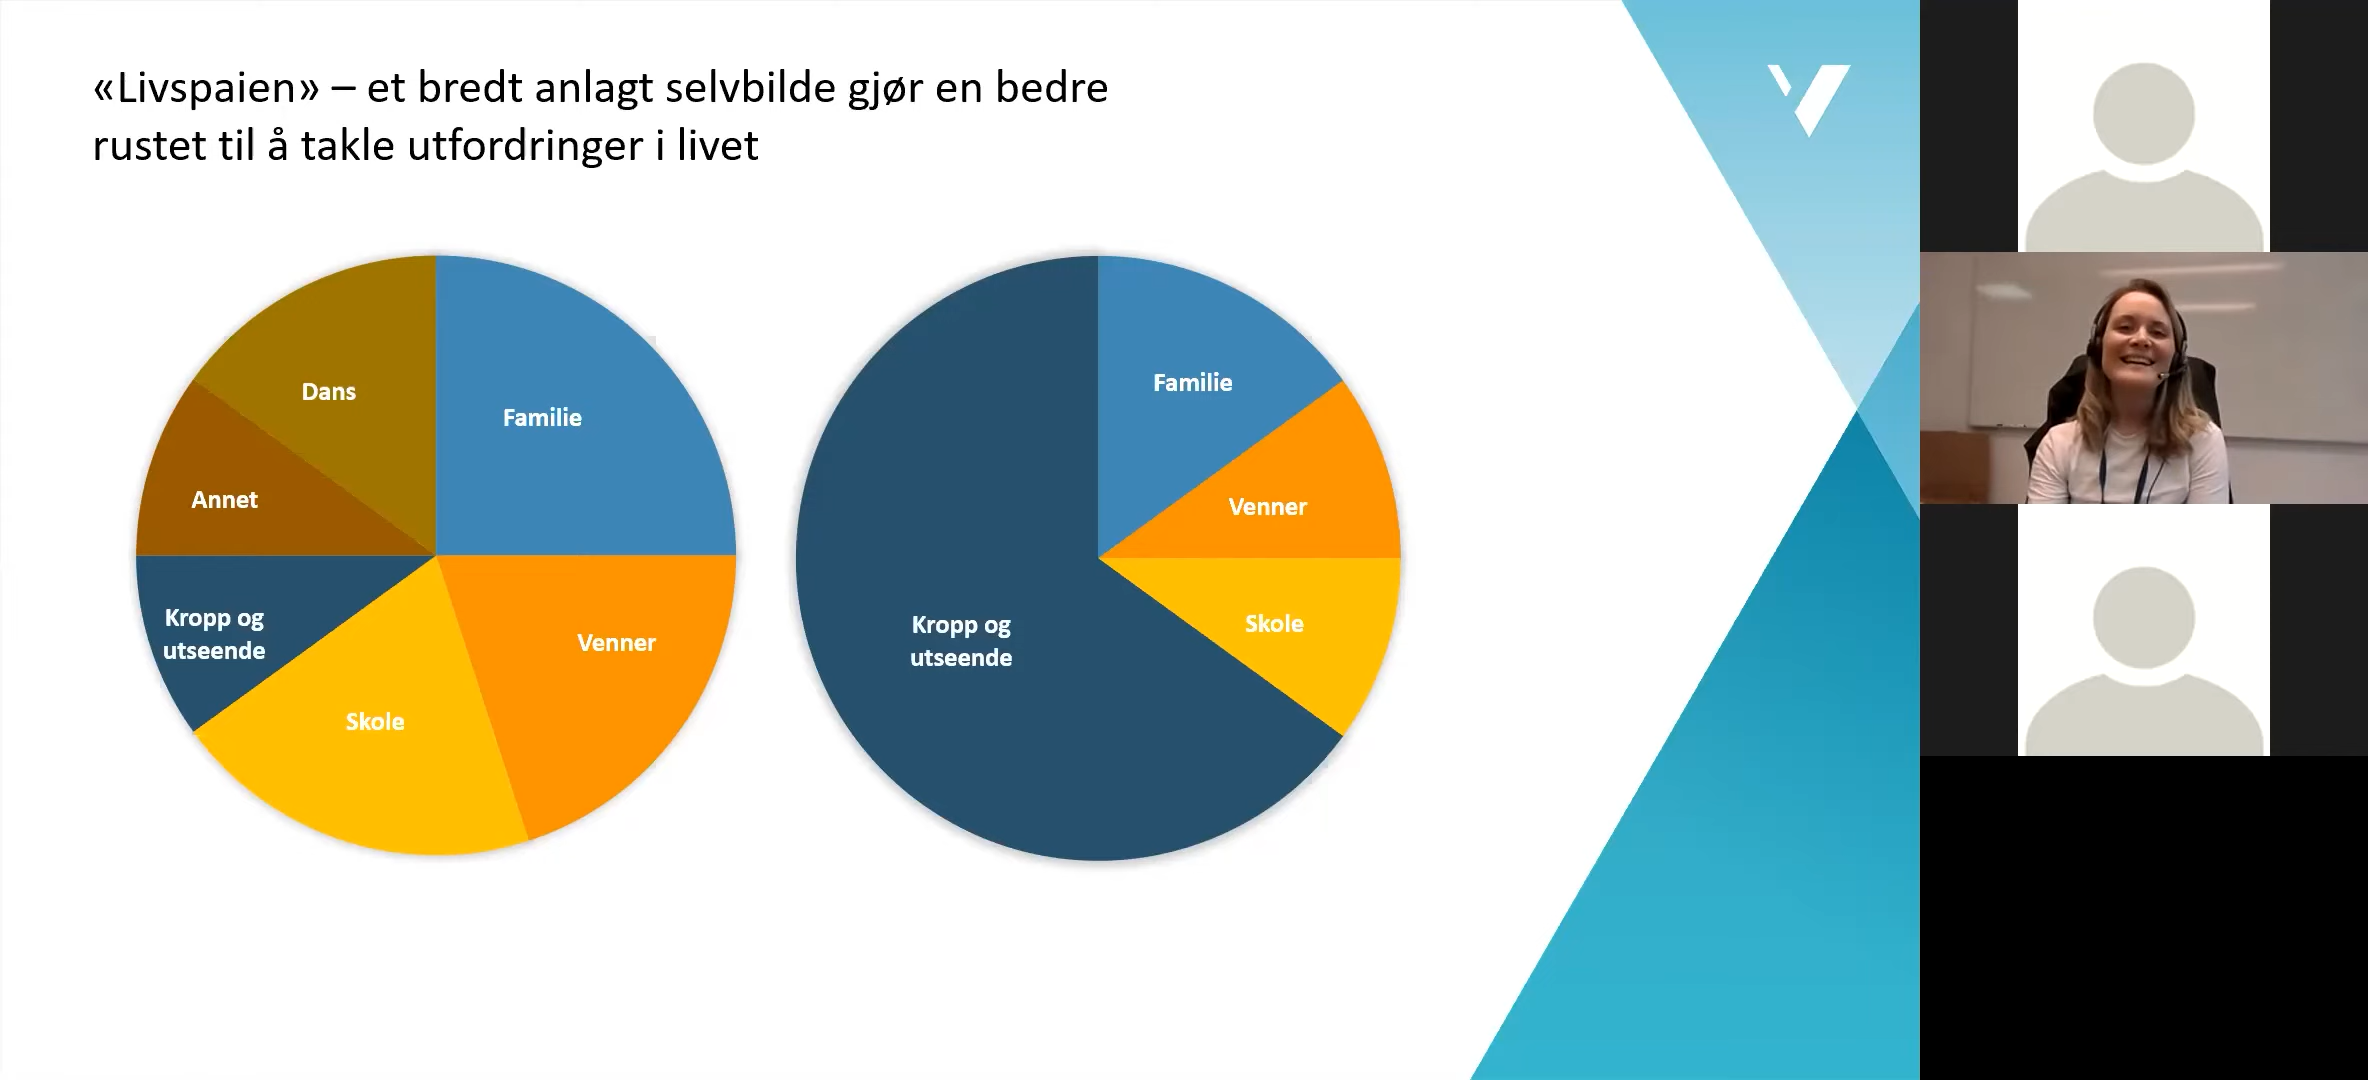 «Livspaien» – et bredt anlagt selvbilde gjør en bedre
rustet til å takle utfordringer i livet
Dans
Familie
Annet
Kropp og
utseende
Venner
Skole
Familie
Venner
Skole
Kropp og
utseende